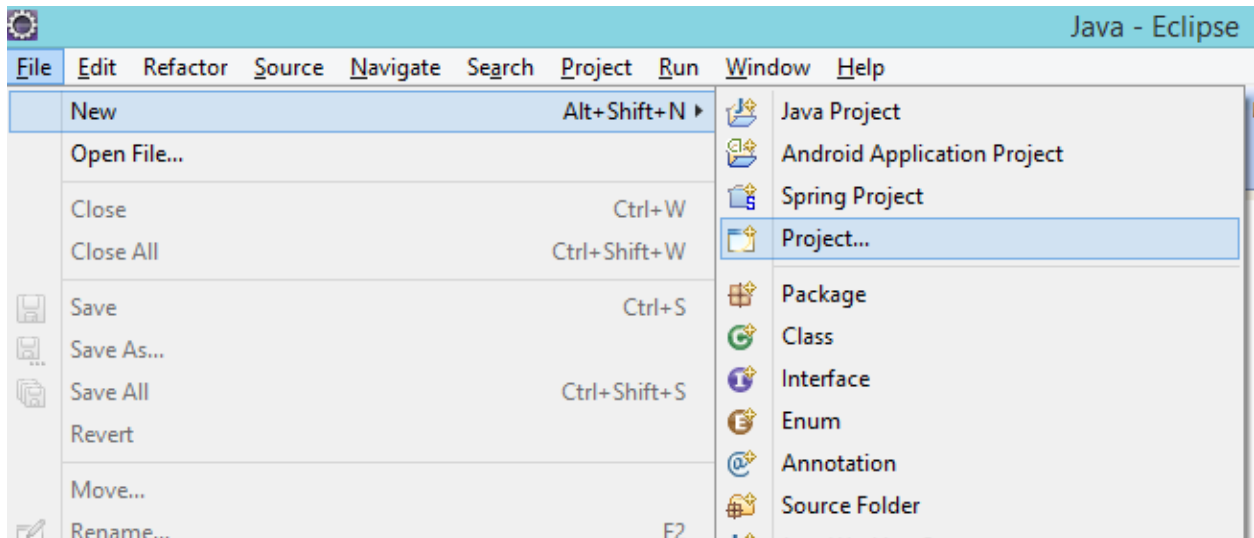 Java - Eclipse
File Edit Refactor Source Navigate Search Project Run Window Help
New Alt+Shift+N
Open File...
Close Ctrl+W
Close All Ctrl+Shift+W
Save Ctrl+S
Save As...
Save All Ctrl+Shift+S
Revert
Move...
Rename... F2
Java Project
Android Application Project
Spring Project
Project...
Package
Class
Interface
Enum
Annotation
Source Folder